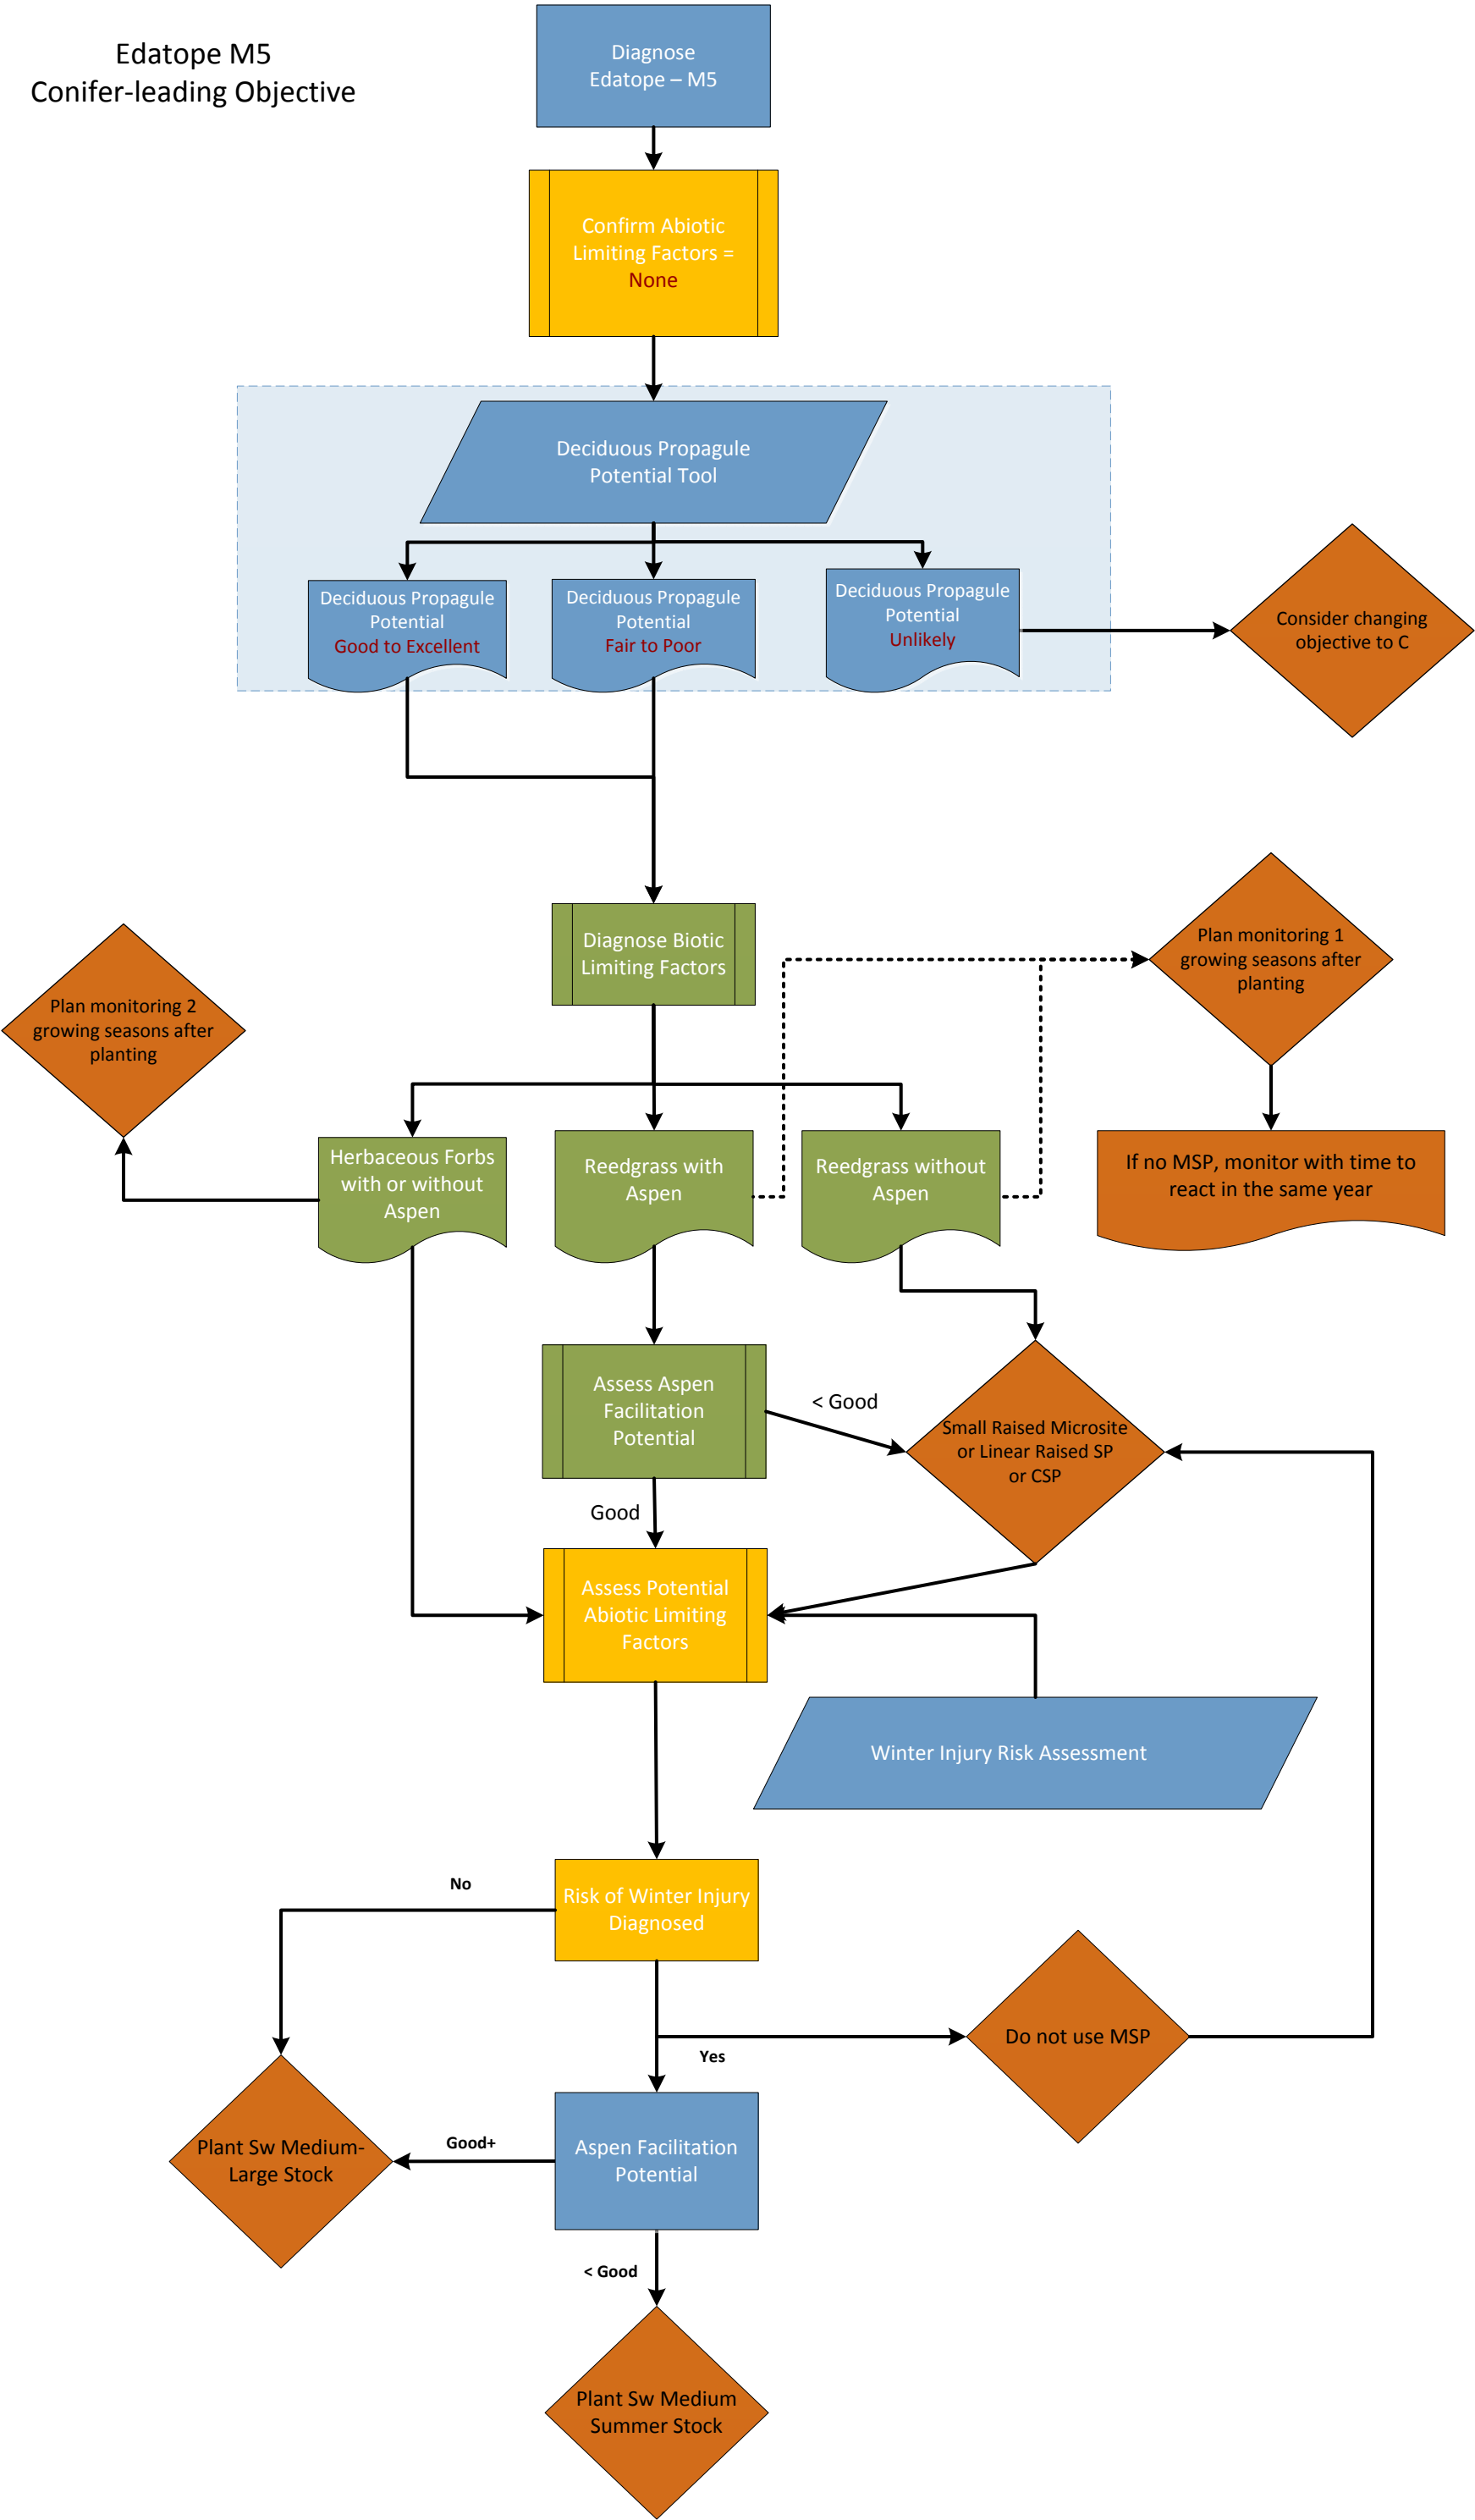 Edatope M5
Conifer-leading Objective
Diagnose
Edatope – M5
Confirm Abiotic
Limiting Factors =
None
Deciduous Propagule
Potential Tool
Deciduous Propagule
Potential
Good to Excellent
Deciduous Propagule
Potential
Fair to Poor
Deciduous Propagule
Potential
Unlikely
Consider changing
objective to C
Diagnose Biotic
Limiting Factors
Plan monitoring 1
growing seasons after
planting
Plan monitoring 2
growing seasons after
planting
Herbaceous Forbs
with or without
Aspen
Reedgrass with
Aspen
Reedgrass without
Aspen
If no MSP, monitor with time to
react in the same year
Assess Aspen
Facilitation
Potential
< Good
Small Raised Microsite
or Linear Raised SP
or CSP
Good
Assess Potential
Abiotic Limiting
Factors
Winter Injury Risk Assessment
No
Risk of Winter Injury
Diagnosed
Yes
Do not use MSP
Plant Sw Medium-
Large Stock
Good+
Aspen Facilitation
Potential
< Good
Plant Sw Medium
Summer Stock